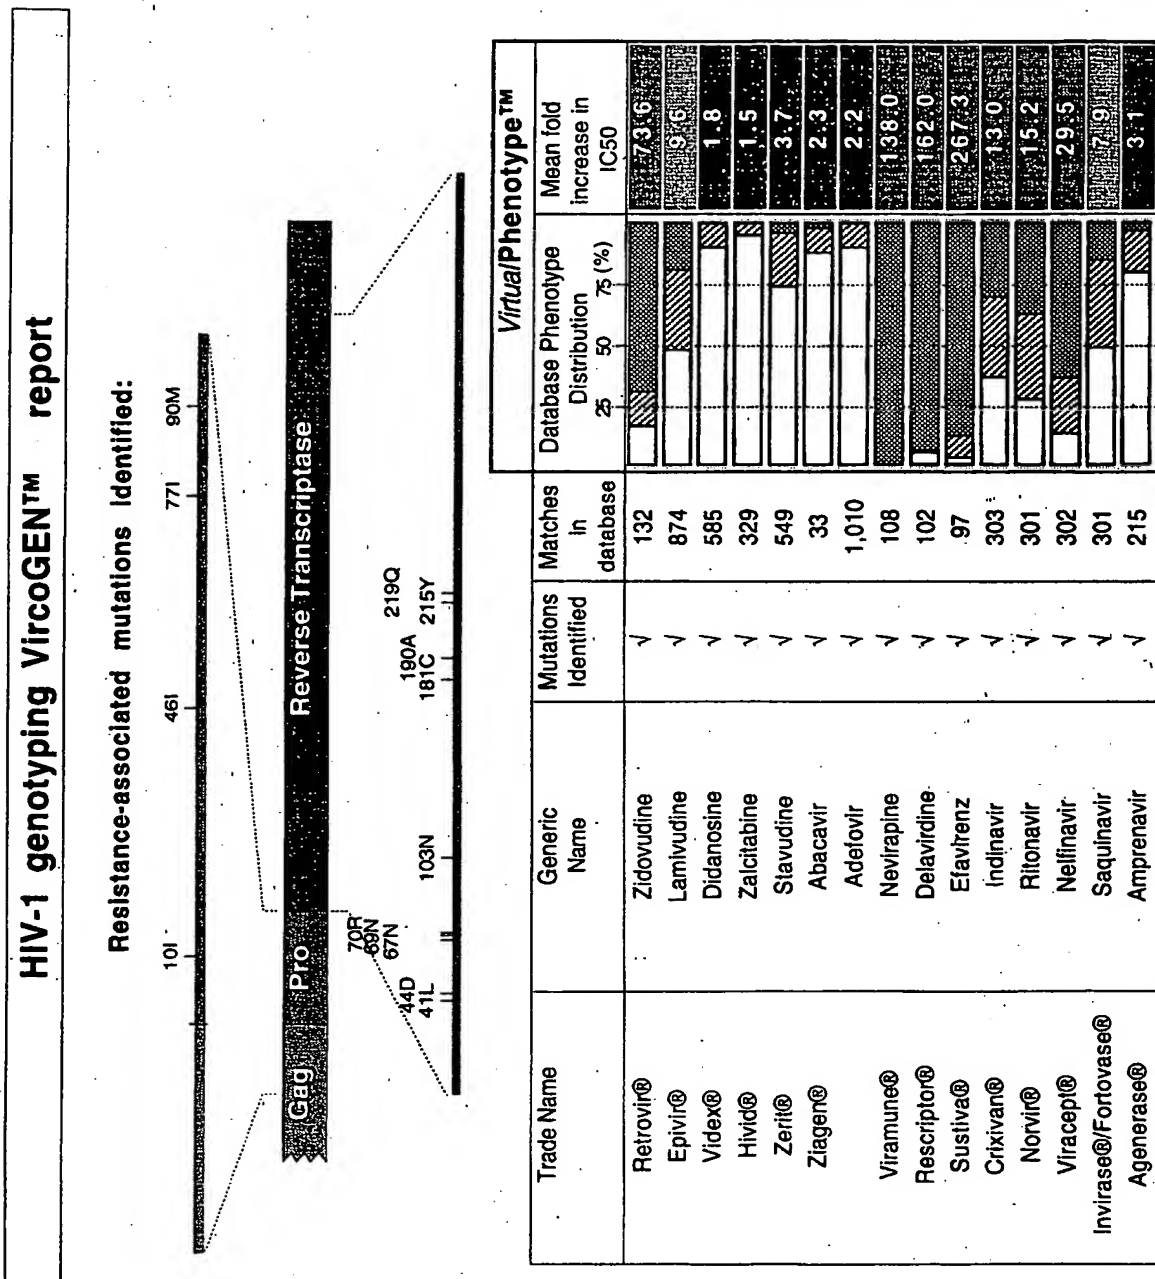 HIV-1 genotyping VircoGEN™ report
Resistance-associated mutations Identified:
10I 46I 77I 90M
Gag Pro Reverse Transcriptase
70R
69N
67N
44D
41L
103N
190A
181C
219Q
215Y
Virtual Phenotype™
Trade Name Generic Name Mutations Identified Matches in database Database Phenotype Distribution Mean fold increase in IC50
25 50 75 (%)
Retrovir® Zidovudine √ 132 73.6
Epivir® Lamivudine √ 874 9.6
Videx® Didanosine √ 585 1.8
Hivid® Zalcitabine √ 329 1.5
Zerit® Stavudine √ 549 3.7
Ziagen® Abacavir √ 33 2.3
Adefovir √ 1,010 2.2
Viramune® Nevirapine √ 108 138.0
Rescriptor® Delavirdine √ 102 162.0
Sustiva® Efavirenz √ 97 267.3
Crixivan® Indinavir √ 303 13.0
Norvir® Ritonavir √ 301 15.2
Viracept® Nelfinavir √ 302 29.5
Invirase®/Fortovase® Saquinavir √ 301 7.9
Agenerase® Amprenavir √ 215 3.1